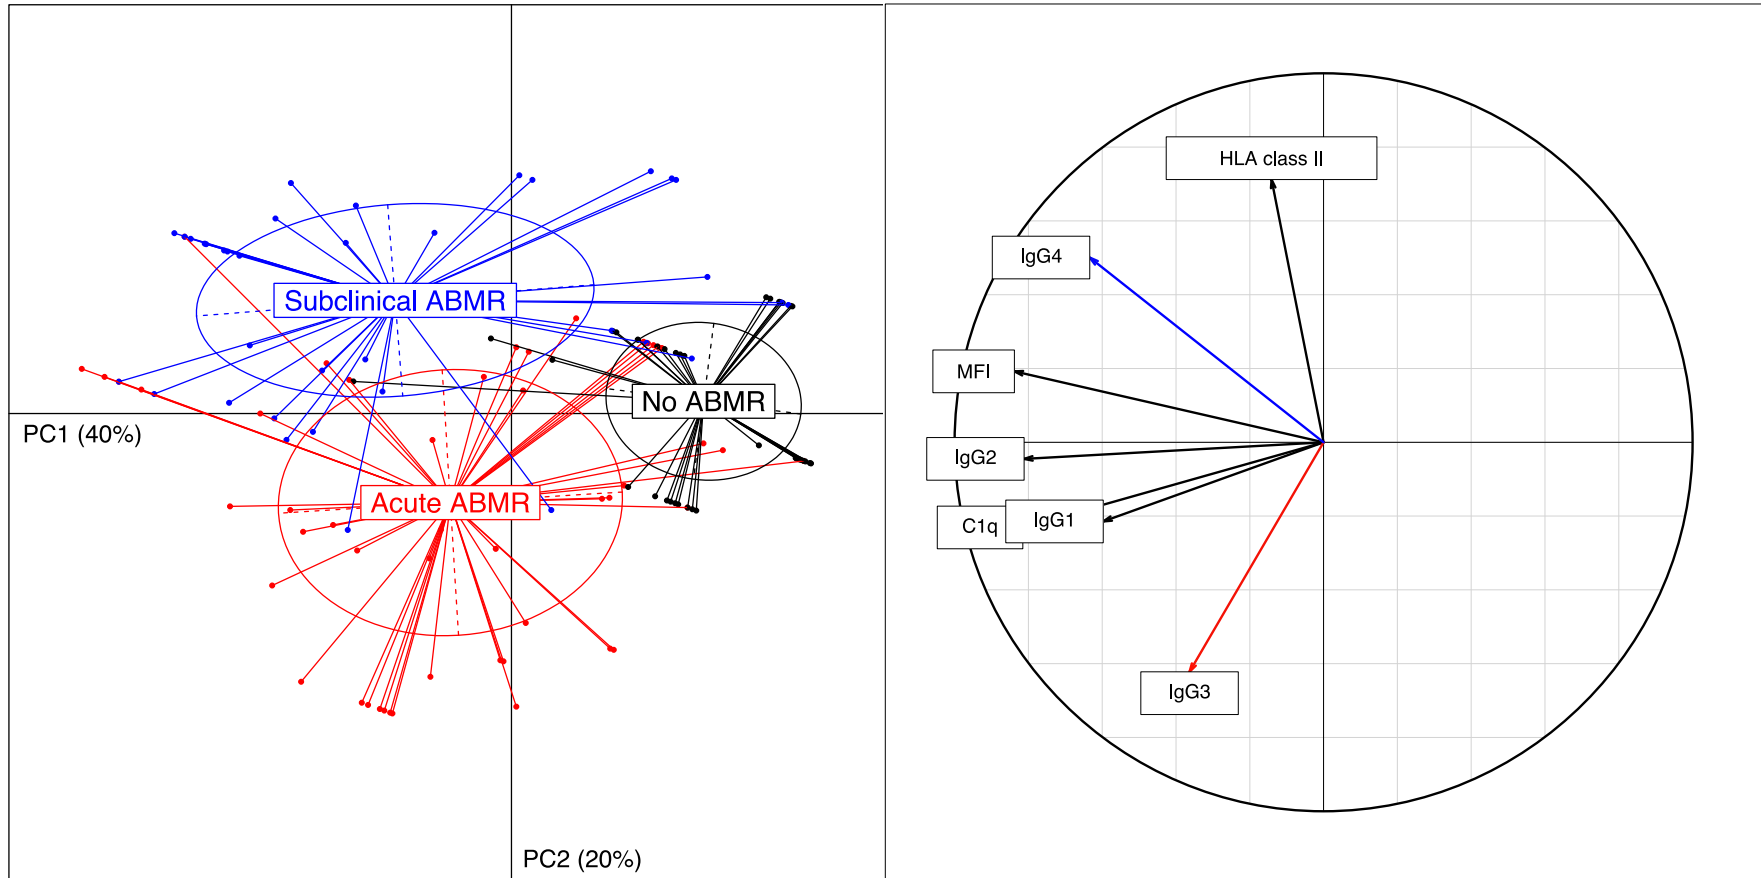 Subclinical ABMR
No ABMR
PC1 (40%)
Acute ABMR
PC2 (20%)
HLA class II
IgG4
MFI
IgG2
IgG1
C1q
IgG3